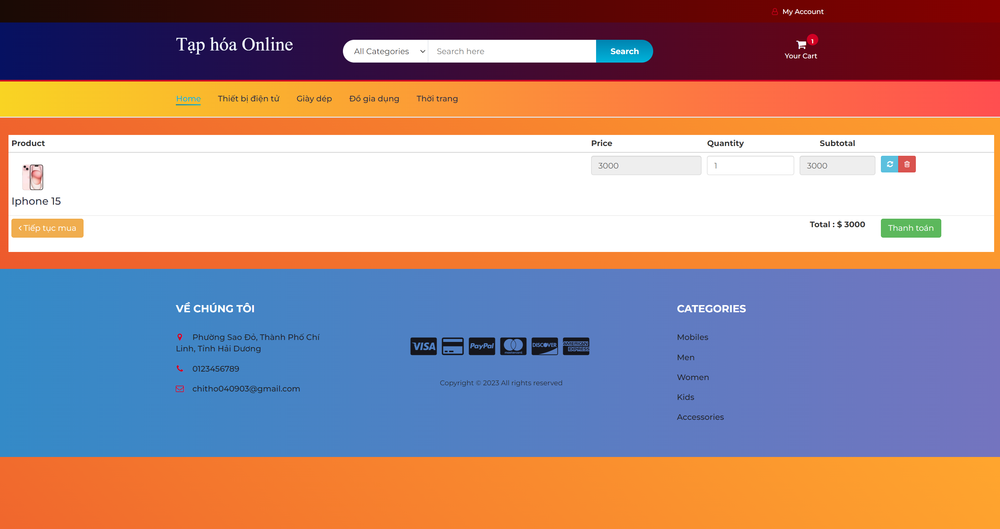 My Account
Tạp hóa Online
All Categories Search here Search
1
Your Cart
Home Thiết bị điện tử Giày dép Đồ gia dụng Thời trang
Product Price Quantity Subtotal
3000 1 3000
Iphone 15
Tiếp tục mua Total : $ 3000 Thanh toán
VỀ CHÚNG TÔI
Phường Sao Đỏ, Thành Phố Chí
Linh, Tỉnh Hải Dương
0123456789
chitho040903@gmail.com
VISA PayPal mastercard. DISCOVER AMERICAN EXPRESS
Copyright © 2023 All rights reserved
CATEGORIES
Mobiles
Men
Women
Kids
Accessories